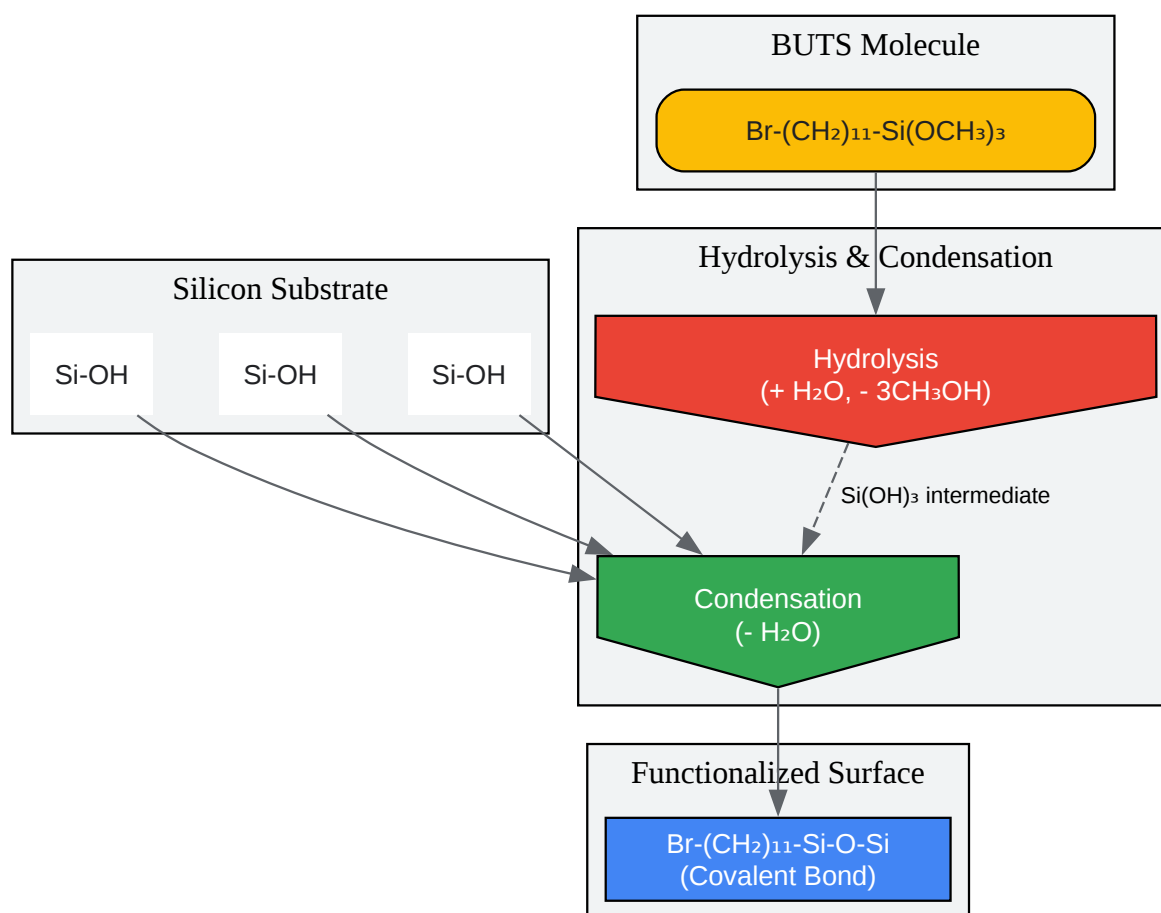 BUTS Molecule
Br-(CH₂)₁₁-Si(OCH₃)₃
Hydrolysis & Condensation
Silicon Substrate
Si-OH
Si-OH
Si-OH
Hydrolysis
(+ H₂O, - 3CH₃OH)
Si(OH)₃ intermediate
Condensation
(- H₂O)
Functionalized Surface
Br-(CH₂)₁₁-Si-O-Si
(Covalent Bond)